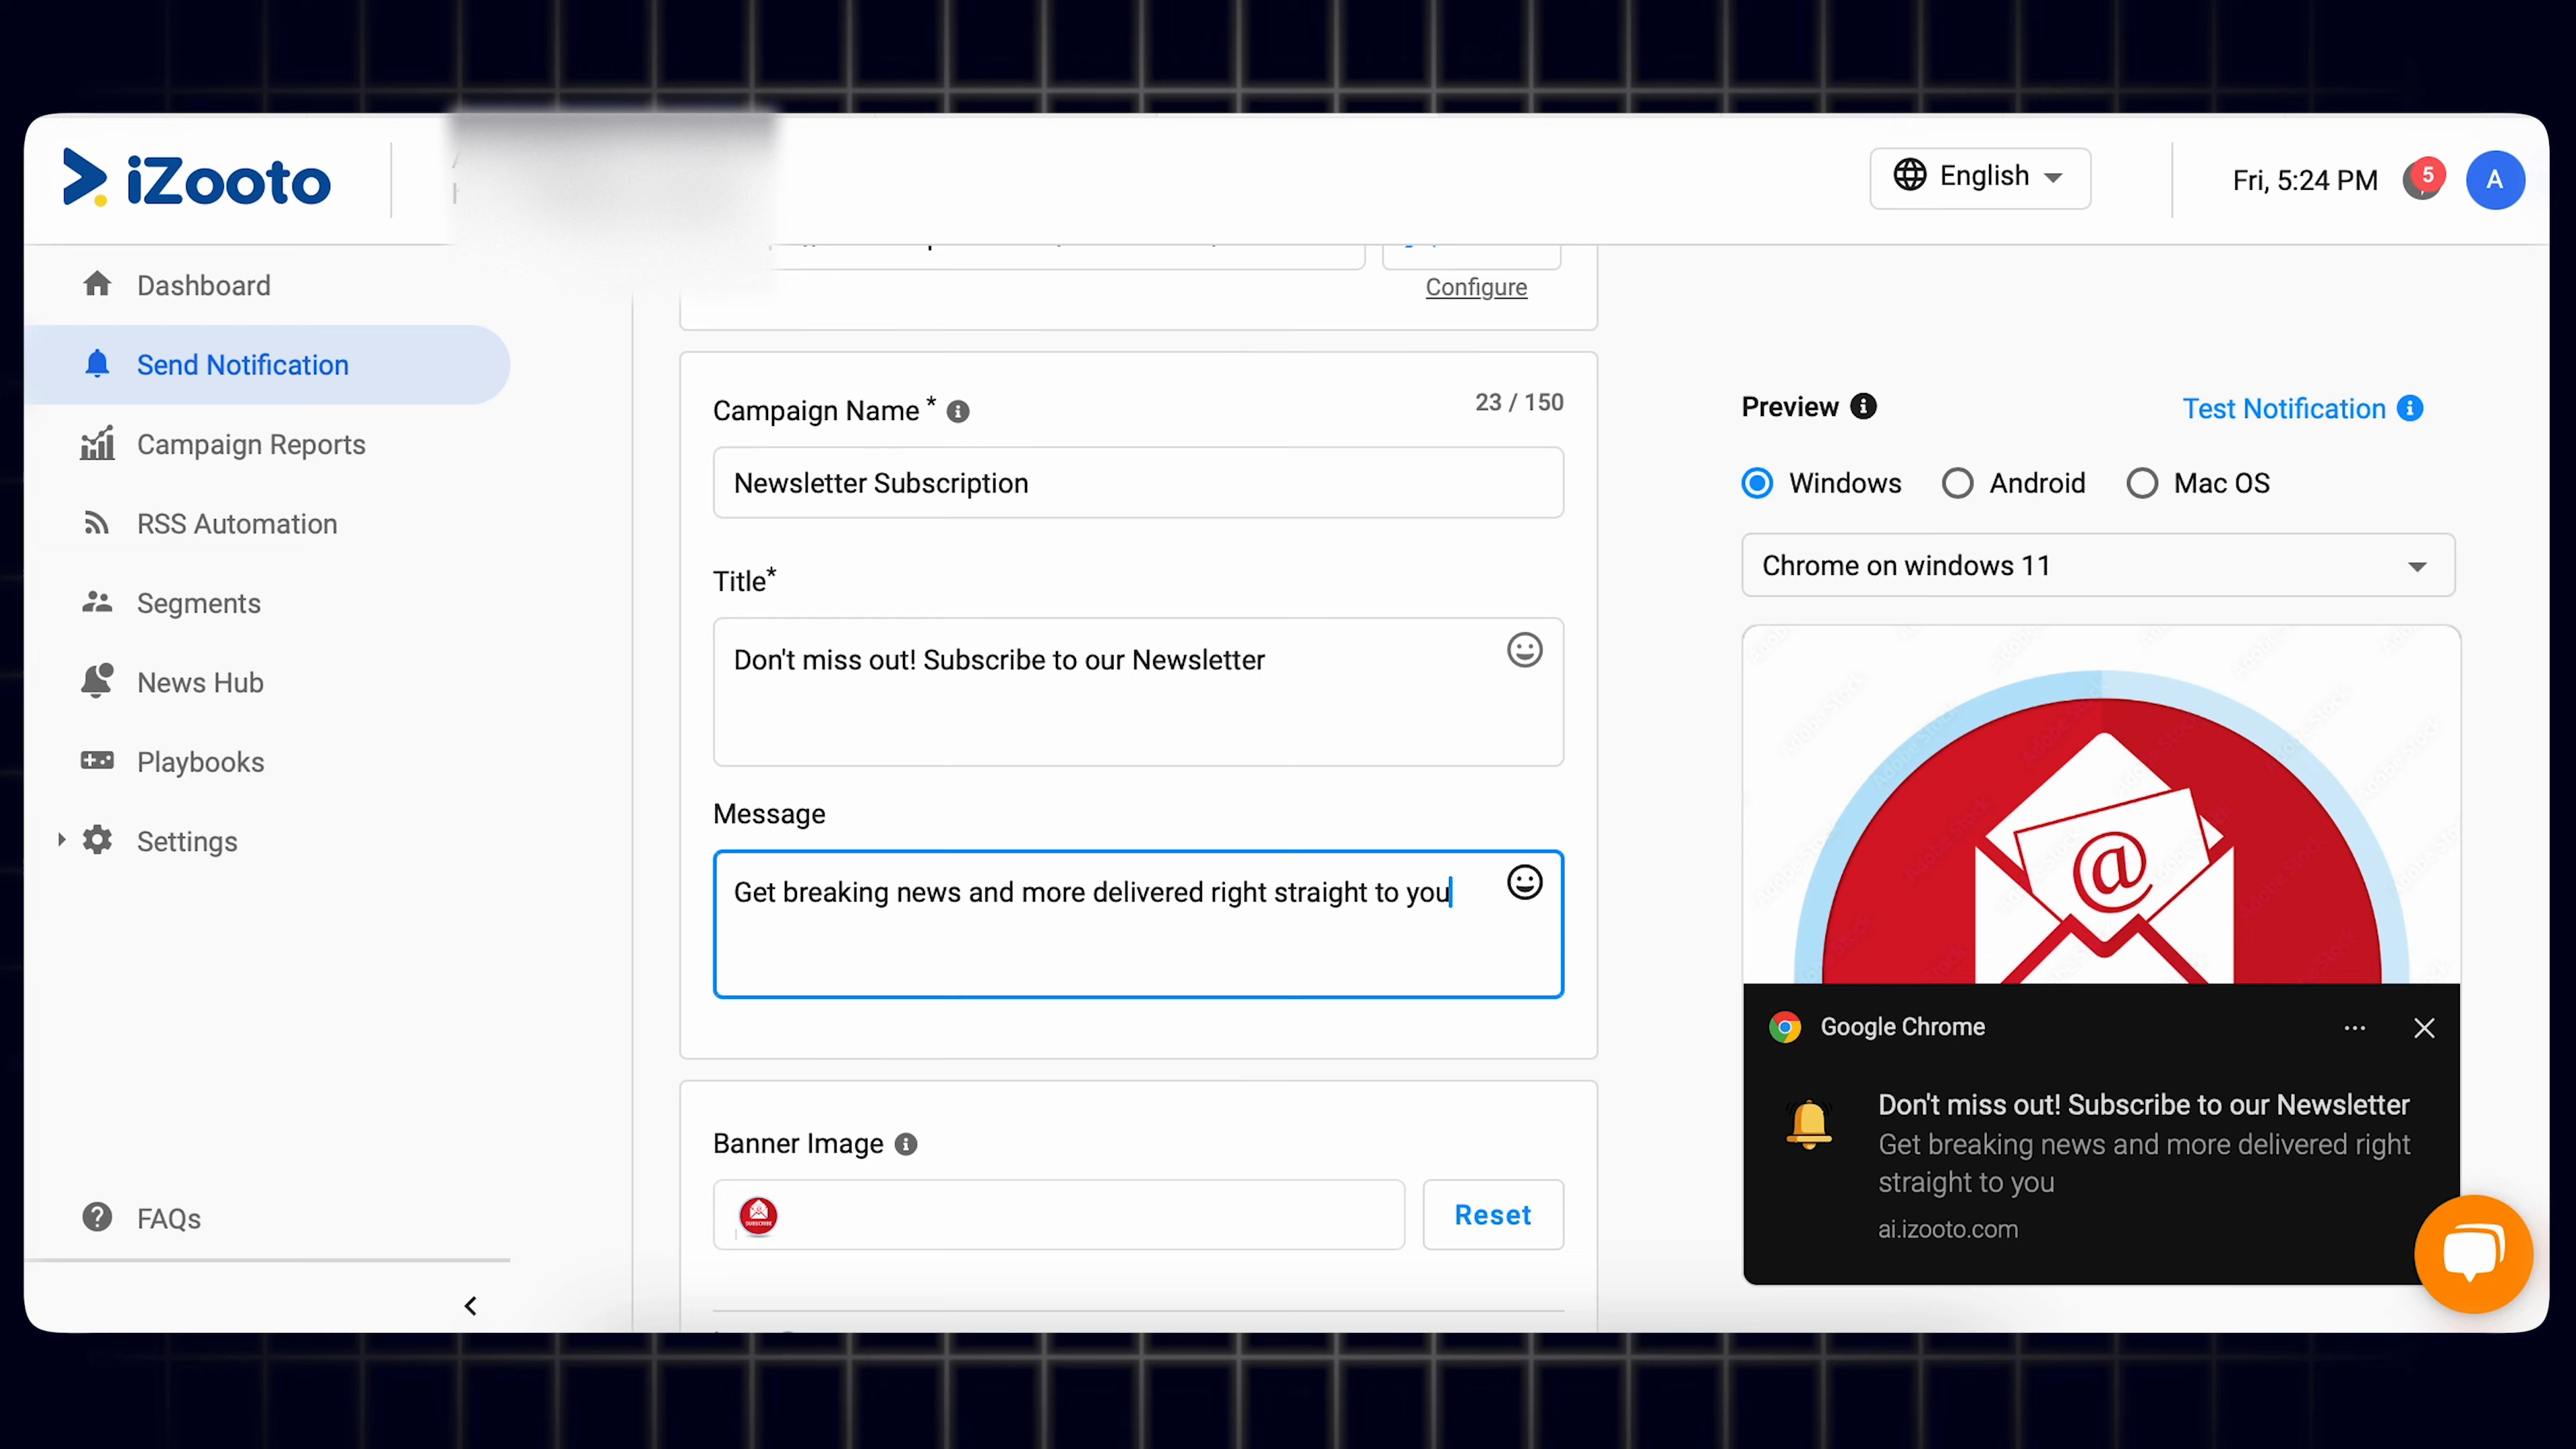 iZooto
English
Fri, 5:24 PM
5
A
Dashboard
Send Notification
Campaign Reports
RSS Automation
Segments
News Hub
Playbooks
Settings
FAQs
Configure
Campaign Name *
23 / 150
Newsletter Subscription
Title*
Don't miss out! Subscribe to our Newsletter
Message
Get breaking news and more delivered right straight to you
Banner Image
SUBSCRIBE
Reset
Preview
Test Notification
Windows
Android
Mac OS
Chrome on windows 11
Adobe Stock
@
Google Chrome
Don't miss out! Subscribe to our Newsletter
Get breaking news and more delivered right
straight to you
ai.izooto.com